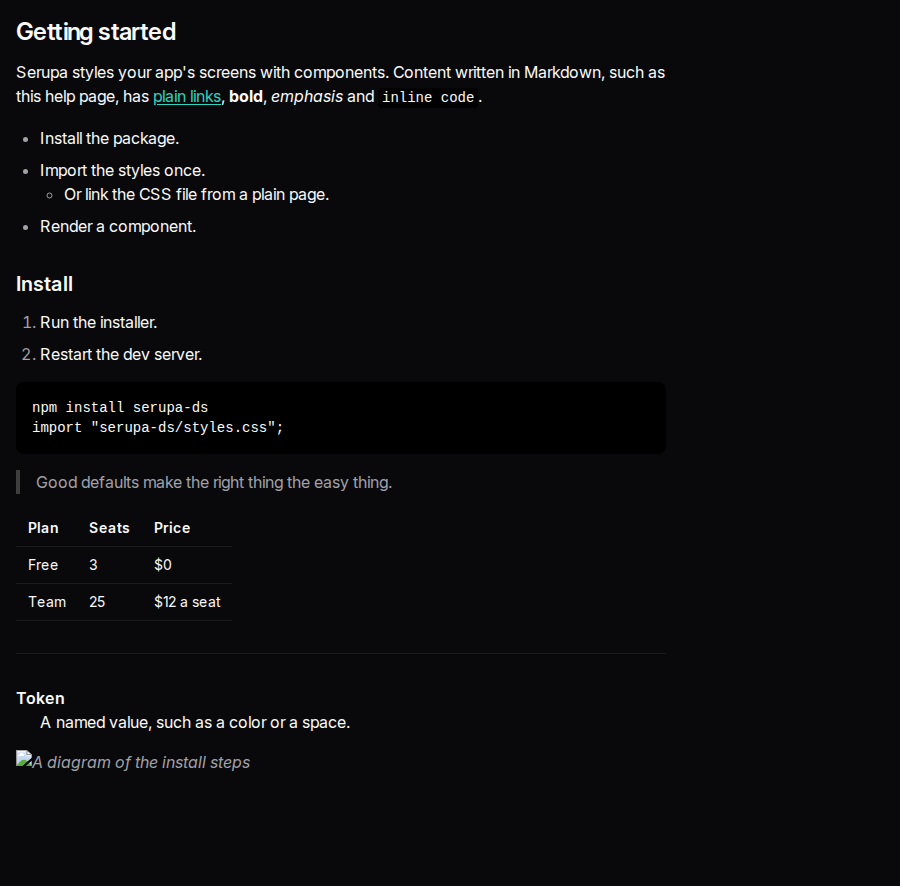 Getting started
Serupa styles your app's screens with components. Content written in Markdown, such as
this help page, has plain links, bold, emphasis and inline code.
Install the package.
Import the styles once.
Or link the CSS file from a plain page.
Render a component.
Install
1. Run the installer.
2. Restart the dev server.
npm install serupa-ds
import "serupa-ds/styles.css";
Good defaults make the right thing the easy thing.
Plan Seats Price
Free 3 $0
Team 25 $12 a seat
Token
A named value, such as a color or a space.
A diagram of the install steps